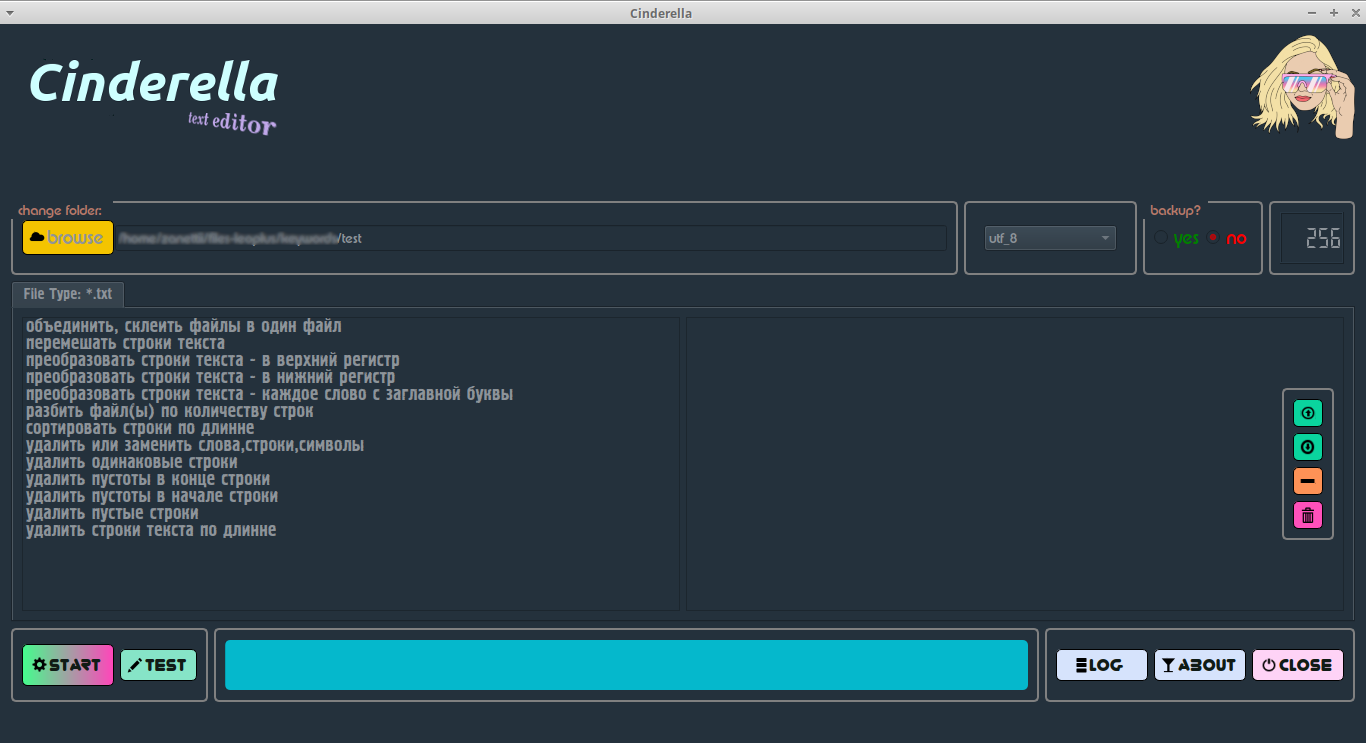 Cinderella
Cinderella
text editor
change folder:
browse
/test
utf_8
backup?
yes no
256
File Type: *.txt
объединить, склеить файлы в один файл
перемешать строки текста
преобразовать строки текста - в верхний регистр
преобразовать строки текста - в нижний регистр
преобразовать строки текста - каждое слово с заглавной буквы
разбить файл(ы) по количеству строк
сортировать строки по длинне
удалить или заменить слова,строки,символы
удалить одинаковые строки
удалить пустоты в конце строки
удалить пустоты в начале строки
удалить пустые строки
удалить строки текста по длинне
START TEST LOG ABOUT CLOSE